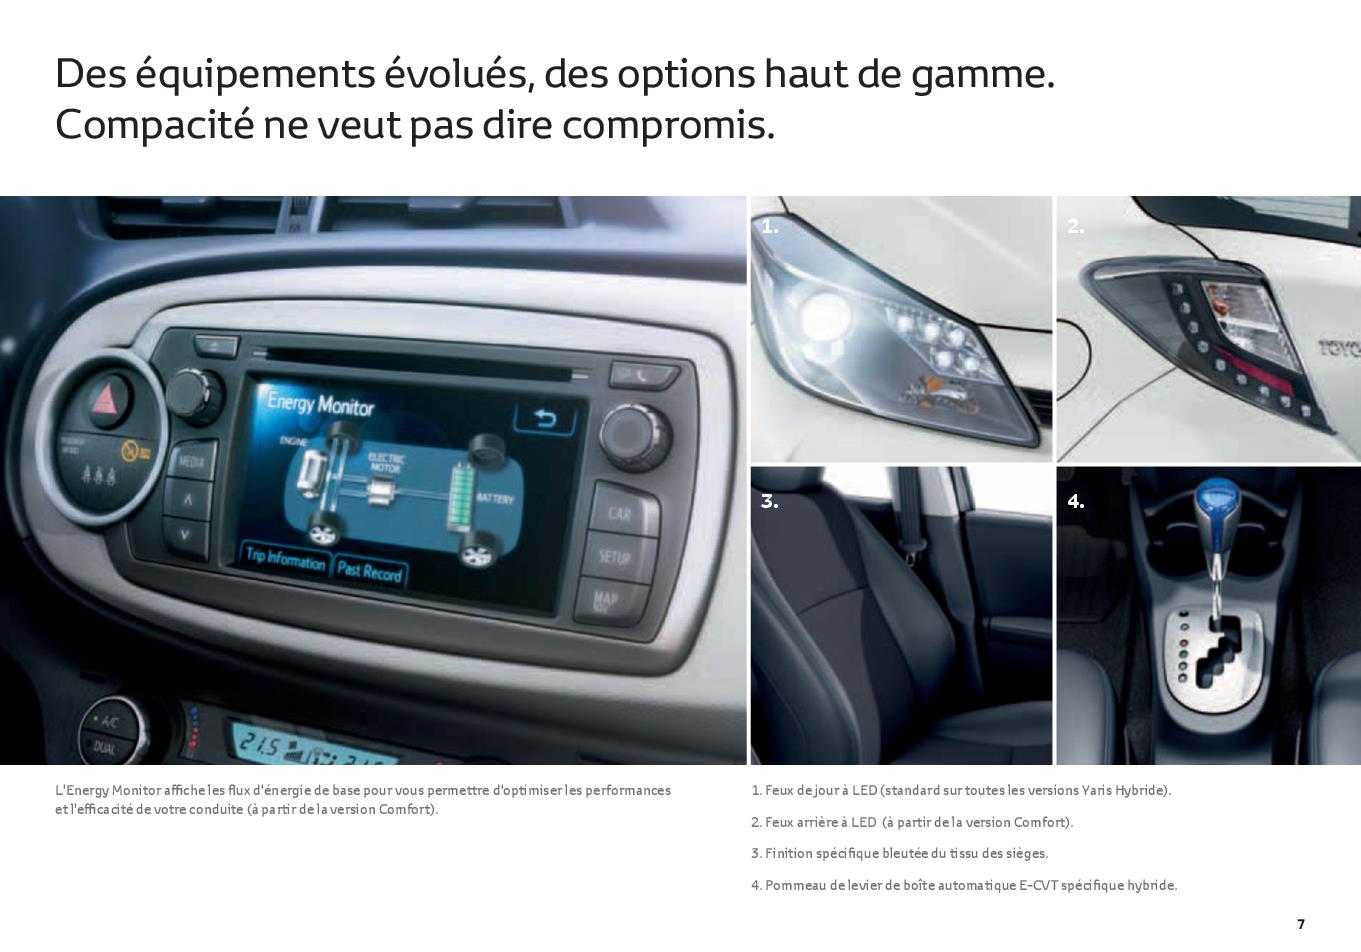 Des équipements évolués, des options haut de gamme.
Compacité ne veut pas dire compromis.
Energy Monitor
ENGINE
ELECTRIC
MOTOR
BATTERY
Trip Information
Past Record
MEDIA
CAR
SETUP
MAP
NAV
A/C
DUAL
21.5
1.
2.
TOYO
3.
4.
L'Energy Monitor affiche les flux d'énergie de base pour vous permettre d'optimiser les performances
et l'efficacité de votre conduite (à partir de la version Comfort).
1. Feux de jour à LED (standard sur toutes les versions Yaris Hybride).
2. Feux arrière à LED (à partir de la version Comfort).
3. Finition spécifique bleutée du tissu des sièges.
4. Pommeau de levier de boîte automatique E-CVT spécifique hybride.
7